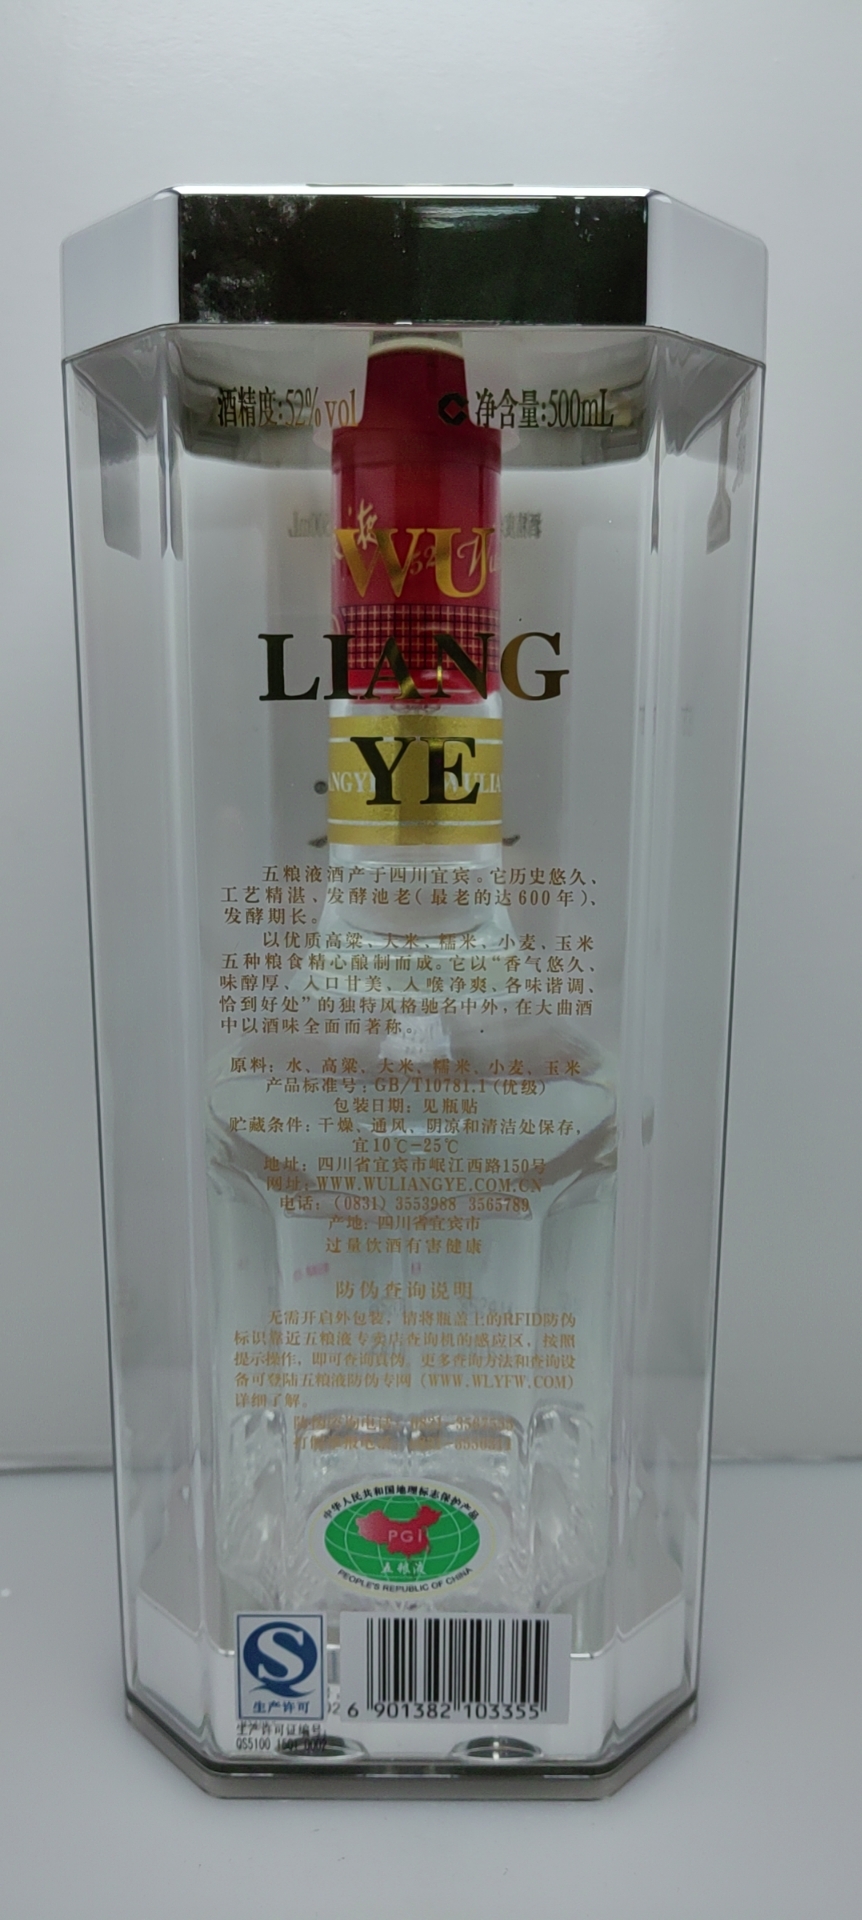 酒精度:52%vol
净含量:500mL
WU
LIANG
YE
五粮液酒产于四川宜宾。它历史悠久、
工艺精湛、发酵池老(最老的达600年)、
发酵期长。
以优质高粱、大米、糯米、小麦、玉米
五种粮食精心酿制而成。它以“香气悠久、
味醇厚、入口甘美、入喉净爽、各味谐调、
恰到好处”的独特风格驰名中外,在大曲酒
中以酒味全面而著称。
原料: 水、高粱、大米、糯米、小麦、玉米
产品标准号: GB/T10781.1(优级)
包装日期: 见瓶贴
贮藏条件: 干燥、通风、阴凉和清洁处保存,
宜10℃-25℃
地址: 四川省宜宾市岷江西路150号
网址: WWW.WULIANGYE.COM.CN
电话: (0831) 3553988 3565789
产地: 四川省宜宾市
过量饮酒有害健康
防伪查询说明
无需开启外包装, 请将瓶盖上的RFID防伪
标识靠近五粮液专卖店查询机的感应区, 按照
提示操作, 即可查询真伪。更多查询方法和查询设
备可登陆五粮液防伪专网 (WWW.WLYFW.COM)
详细了解。
中华人民共和国地理标志保护产品
PGI
五粮液
PEOPLE'S REPUBLIC OF CHINA
生产许可
6 901382 103355
生产许可证编号
QS5100